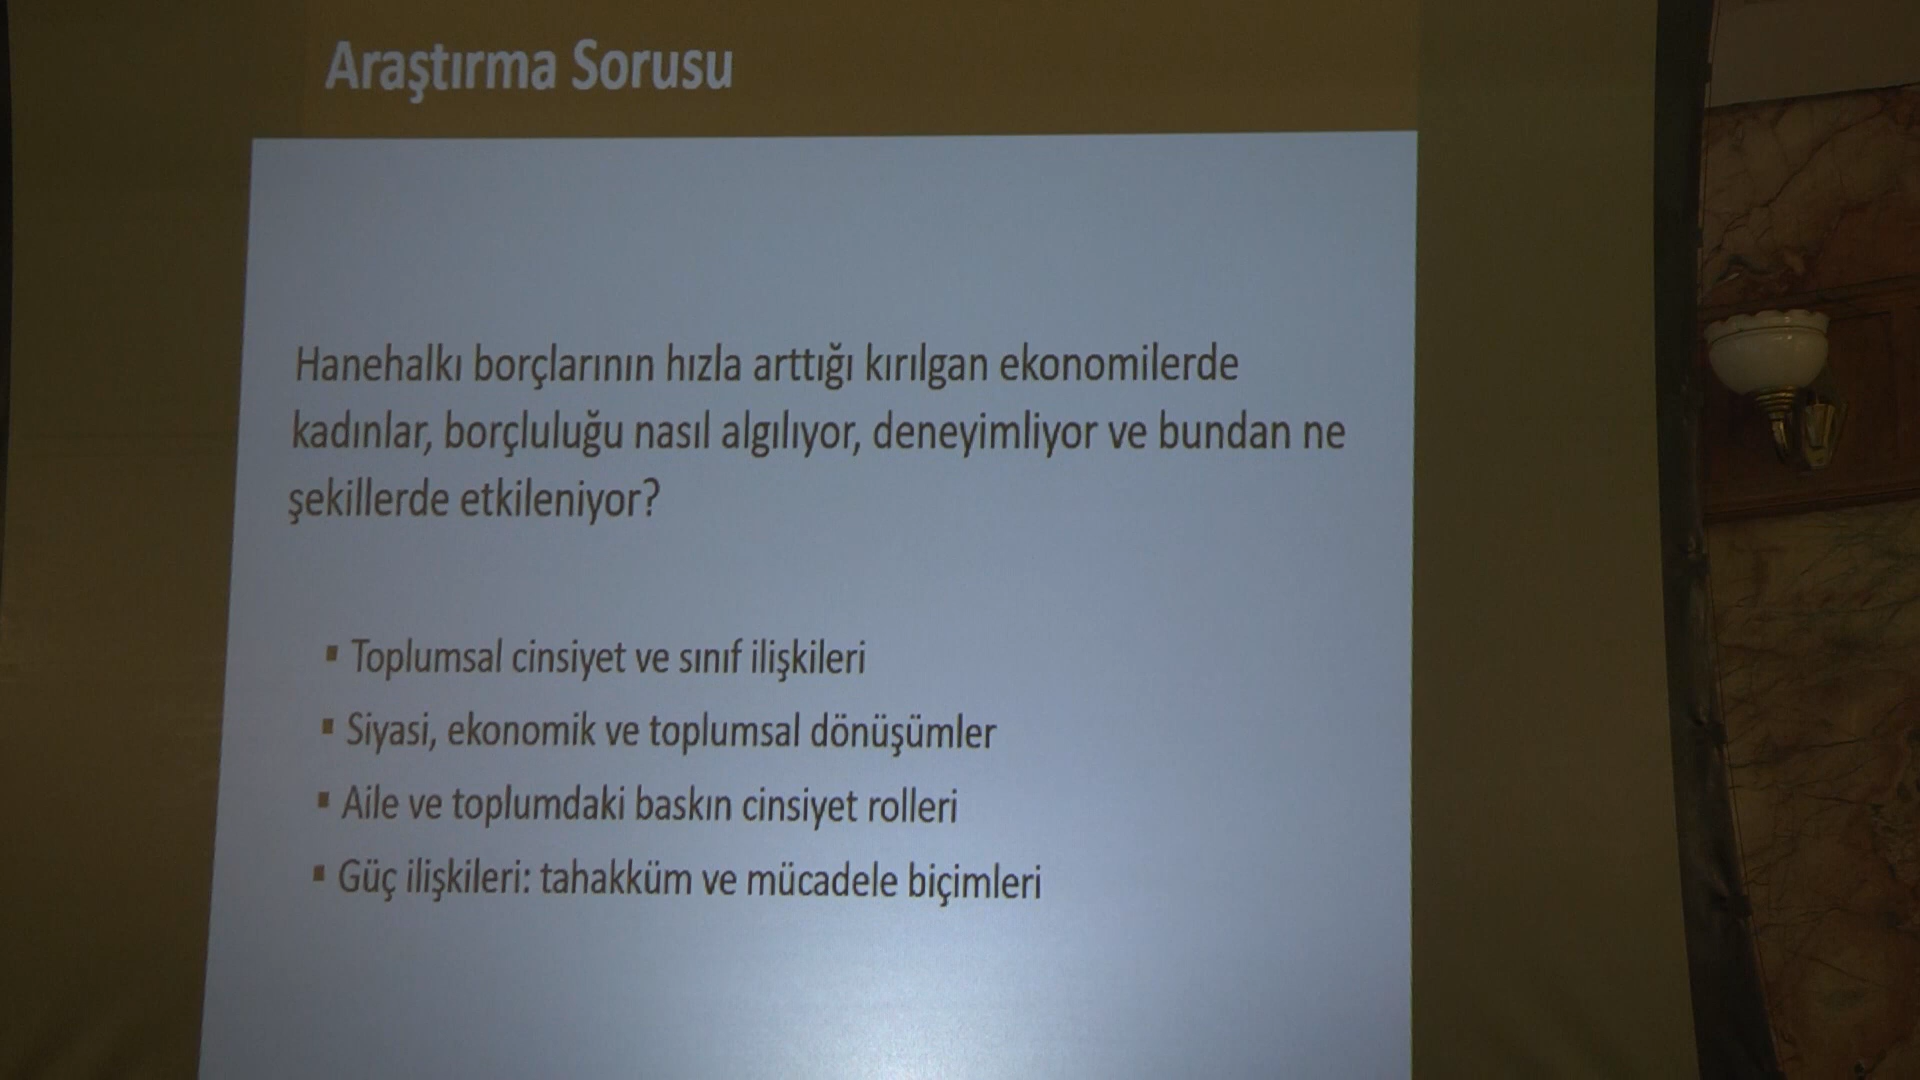 Araştırma Sorusu
Hanehalkı borçlarının hızla arttığı kırılgan ekonomilerde
kadınlar, borçluluğu nasıl algılıyor, deneyimliyor ve bundan ne
şekillerde etkileniyor?
▪ Toplumsal cinsiyet ve sınıf ilişkileri
▪ Siyasi, ekonomik ve toplumsal dönüşümler
▪ Aile ve toplumdaki baskın cinsiyet rolleri
▪ Güç ilişkileri: tahakküm ve mücadele biçimleri